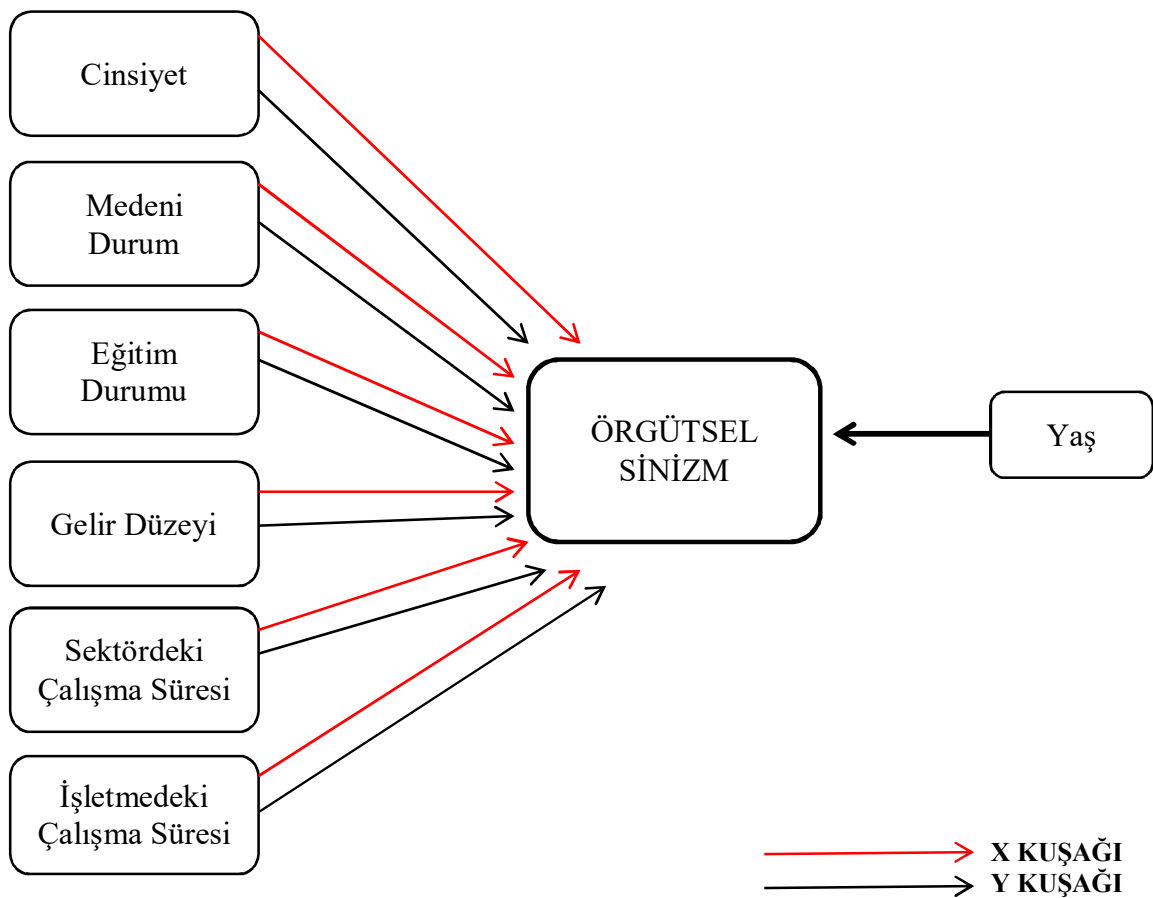 Cinsiyet
Medeni
Durum
Eğitim
Durumu
Gelir Düzeyi
Sektördeki
Çalışma Süresi
İşletmedeki
Çalışma Süresi
ÖRGÜTSEL
SİNİZM
Yaş
X KUŞAĞI
Y KUŞAĞI